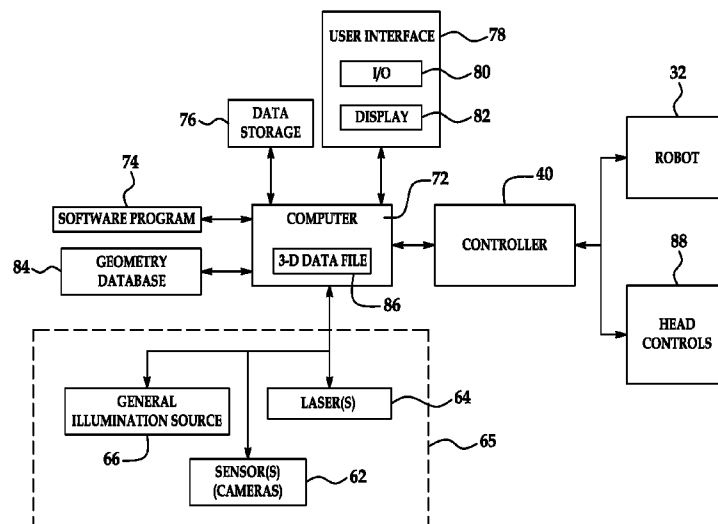 USER INTERFACE
78
I/O
80
DISPLAY
82
76
DATA
STORAGE
32
ROBOT
74
SOFTWARE PROGRAM
72
COMPUTER
3-D DATA FILE
86
40
CONTROLLER
84
GEOMETRY
DATABASE
88
HEAD
CONTROLS
GENERAL
ILLUMINATION SOURCE
66
LASER(S)
64
65
SENSOR(S)
(CAMERAS)
62